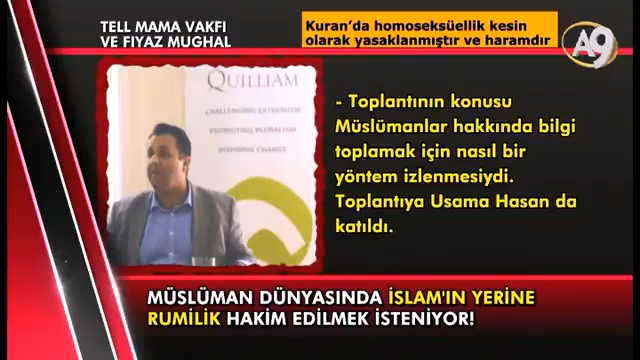 TELL MAMA VAKFI
VE FIYAZ MUGHAL
Kuran'da homoseksüellik kesin
olarak yasaklanmıştır ve haramdır
A9
QUILLIAM
CHALLENGING EXTREMISM
PROMOTING PLURALISM
INSPIRING CHANGE
- Toplantının konusu
Müslümanlar hakkında bilgi
toplamak için nasıl bir
yöntem izlenmesiydi.
Toplantıya Usama Hasan da
katıldı.
MÜSLÜMAN DÜNYASINDA İSLAM'IN YERİNE
RUMİLİK HAKİM EDİLMEK İSTENİYOR!